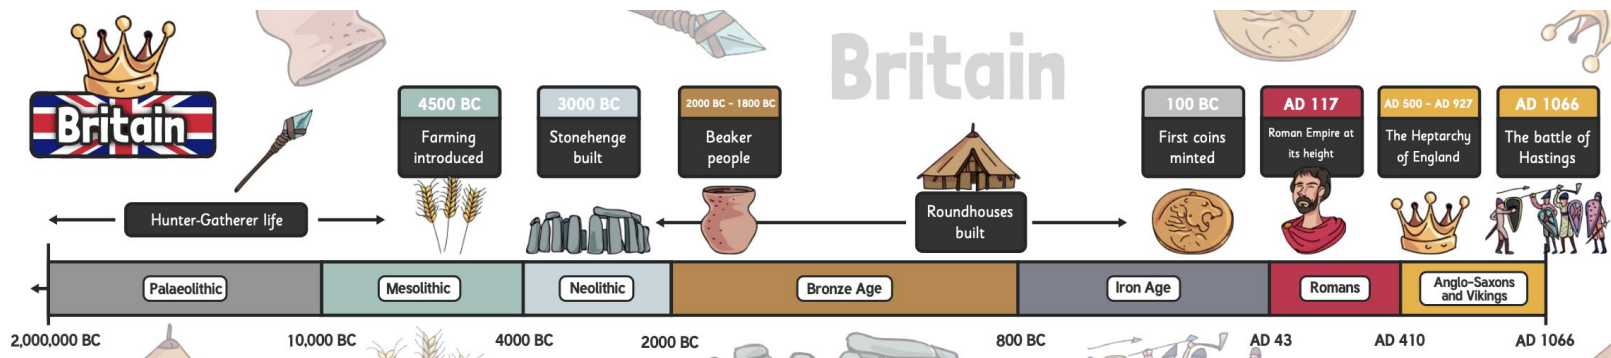 Britain
Britain
4500 BC
Farming
introduced
3000 BC
Stonehenge
built
2000 BC - 1800 BC
Beaker
people
100 BC
First coins
minted
AD 117
Roman Empire at
its height
AD 500 - AD 927
The Heptarchy
of England
AD 1066
The battle of
Hastings
Hunter-Gatherer life
Roundhouses
built
Palaeolithic
Mesolithic
Neolithic
Bronze Age
Iron Age
Romans
Anglo-Saxons
and Vikings
2,000,000 BC
10,000 BC
4000 BC
2000 BC
800 BC
AD 43
AD 410
AD 1066